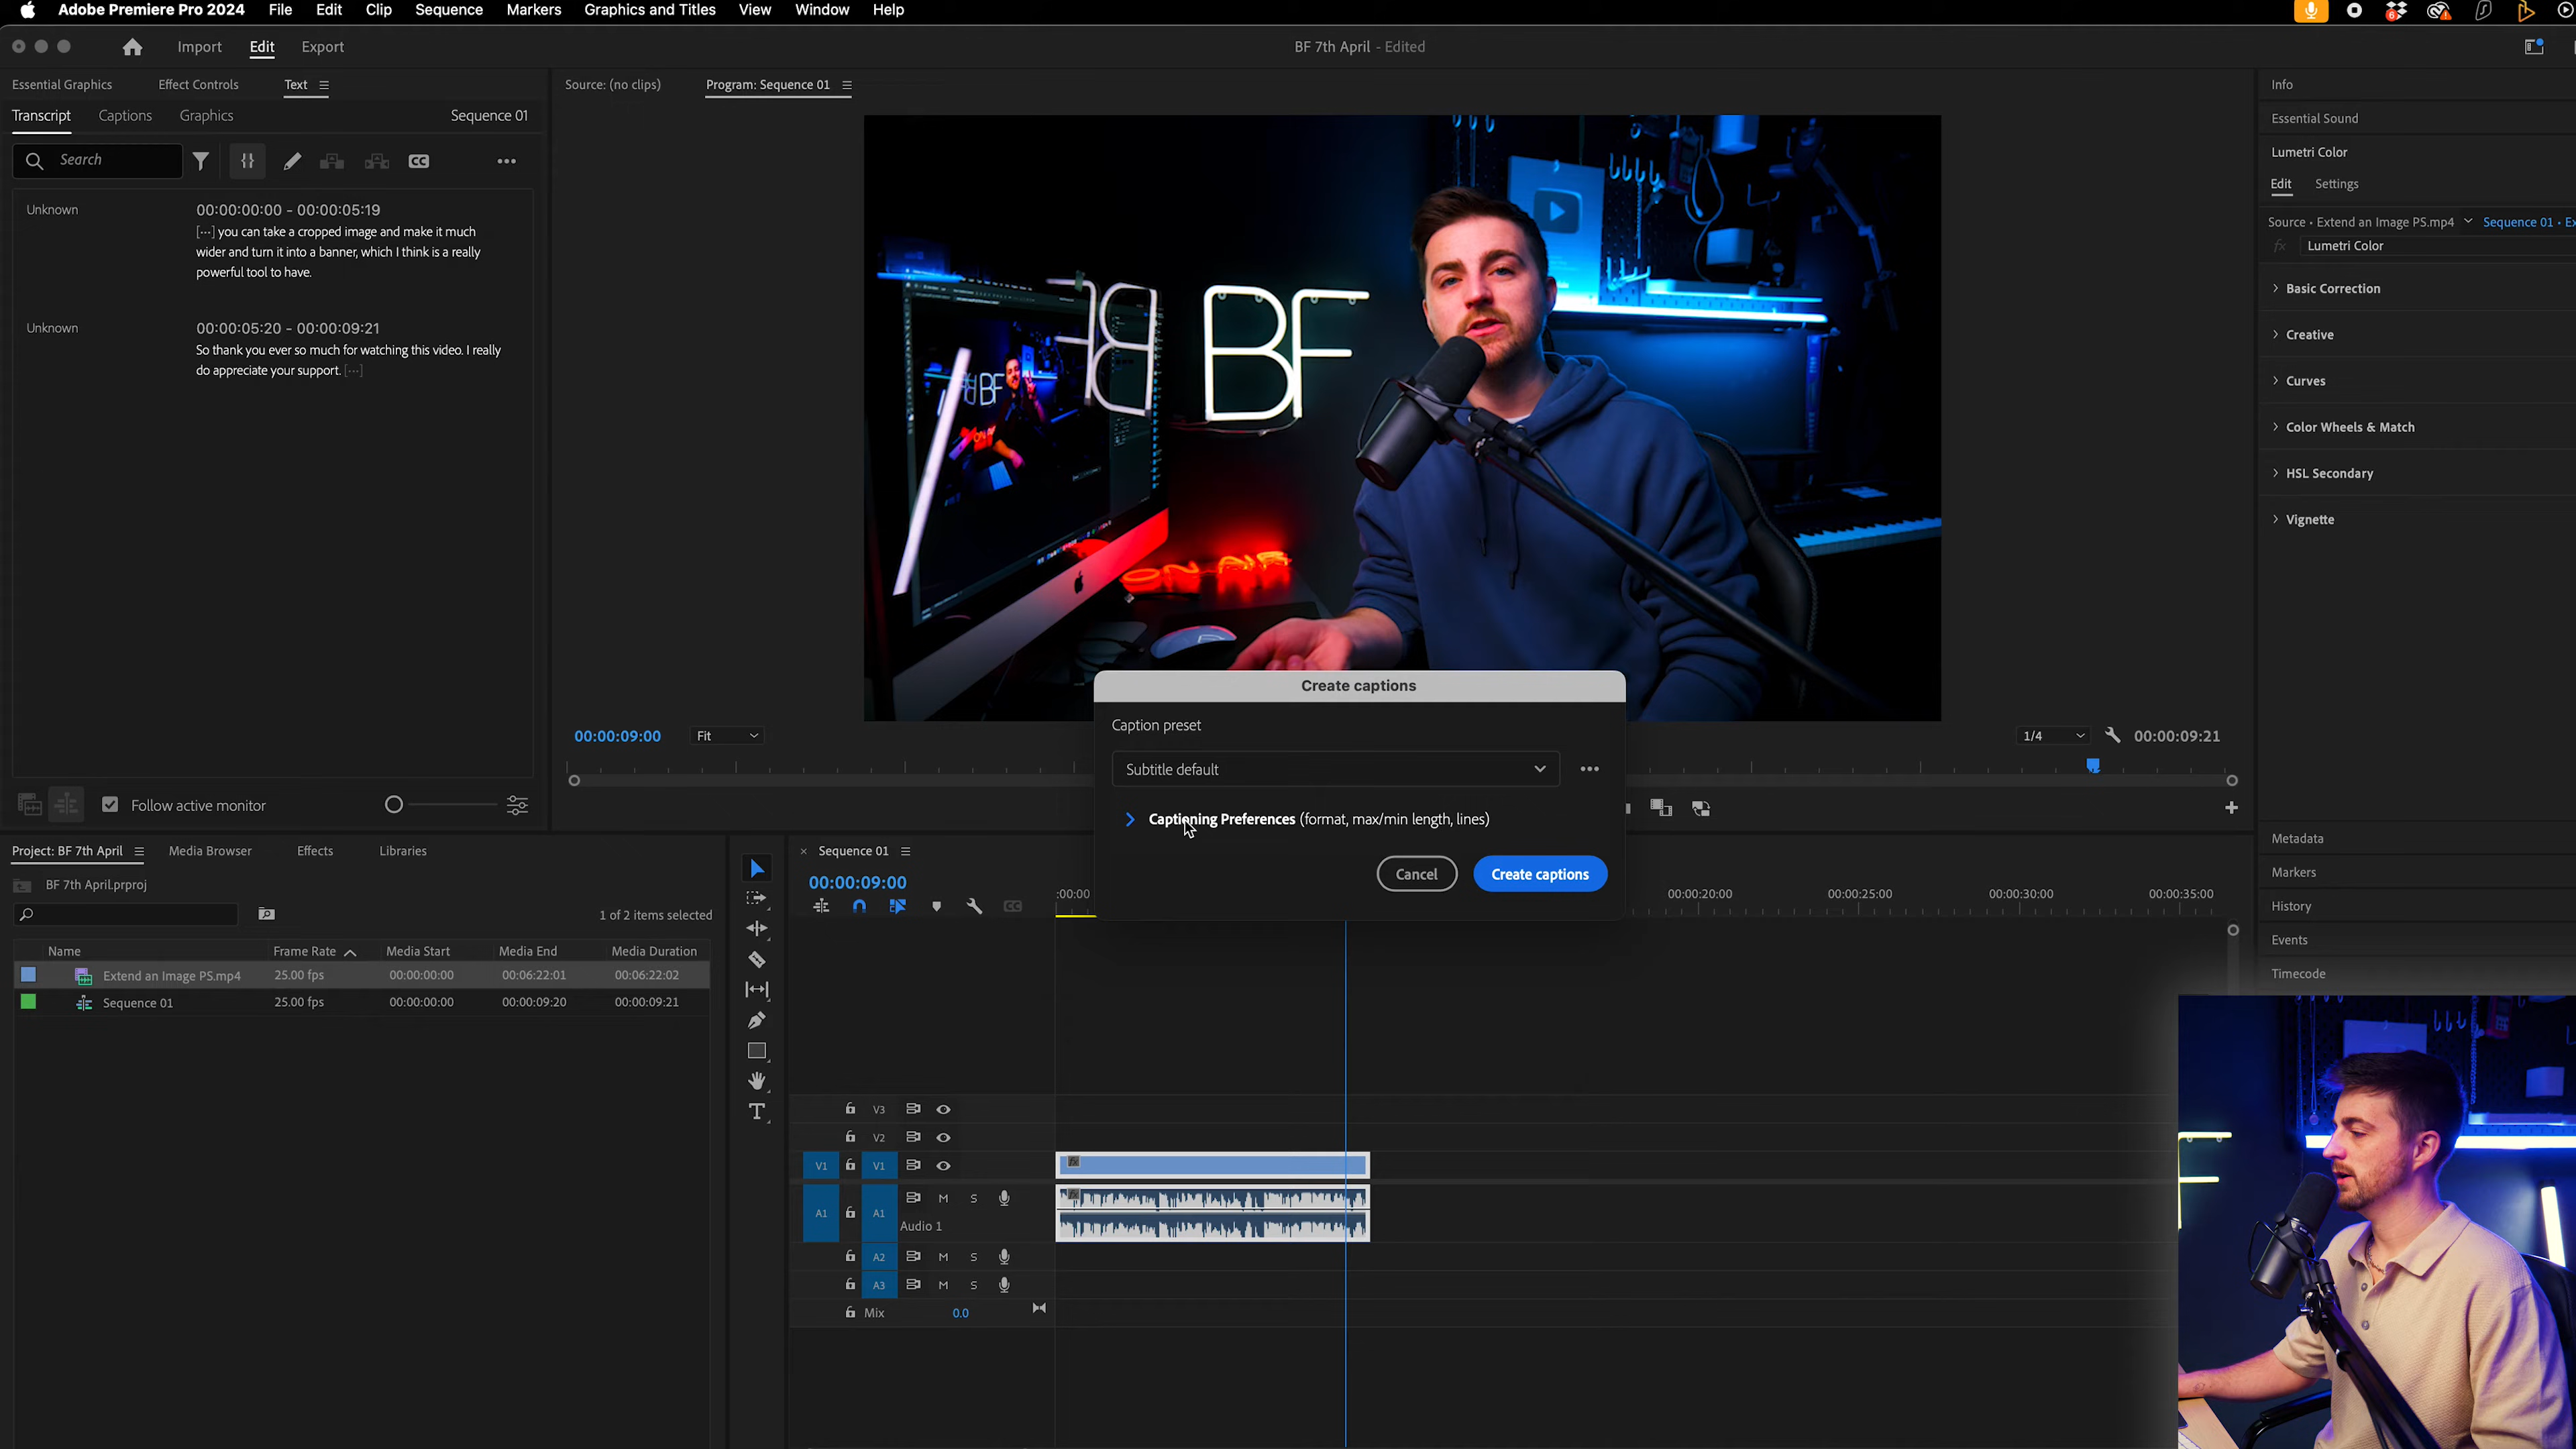 Adobe Premiere Pro 2024 File Edit Clip Sequence Markers Graphics and Titles View Window Help
6
Import Edit Export
BF 7th April - Edited
Essential Graphics Effect Controls Text
Transcript Captions Graphics Sequence 01
Search
CC
Unknown 00:00:00:00 - 00:00:05:19
[...] you can take a cropped image and make it much
wider and turn it into a banner, which I think is a really
powerful tool to have.
Unknown 00:00:05:20 - 00:00:09:21
So thank you ever so much for watching this video. I really
do appreciate your support. [...]
Follow active monitor
Source: (no clips) Program: Sequence 01
BF
BF
00:00:09:00 Fit
1/4 00:00:09:21
Create captions
Caption preset
Subtitle default
Captioning Preferences (format, max/min length, lines)
Cancel Create captions
Info
Essential Sound
Lumetri Color
Edit Settings
Source • Extend an Image PS.mp4 Sequence 01 • Ex
fx Lumetri Color
Basic Correction
Creative
Curves
Color Wheels & Match
HSL Secondary
Vignette
Metadata
Markers
History
Events
Timecode
Project: BF 7th April Media Browser Effects Libraries
BF 7th April.prproj
1 of 2 items selected
Name Frame Rate Media Start Media End Media Duration
Extend an Image PS.mp4 25.00 fps 00:00:00:00 00:06:22:01 00:06:22:02
Sequence 01 25.00 fps 00:00:00:00 00:00:09:20 00:00:09:21
T
× Sequence 01
00:00:09:00
CC
:00:00 00:00:20:00 00:00:25:00 00:00:30:00 00:00:35:00
V3
V2
V1 V1 fx
A1 A1 M S fx
Audio 1
A2 M S
A3 M S
Mix 0.0